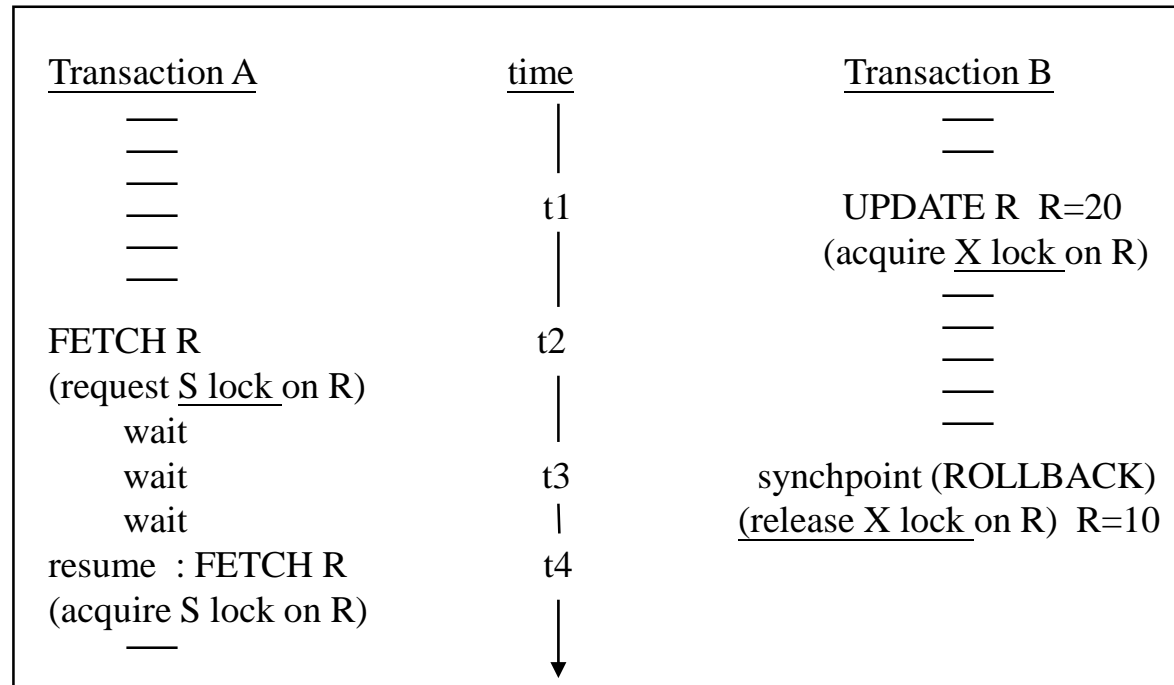 Transaction A time Transaction B
t1 UPDATE R R=20
(acquire X lock on R)
FETCH R t2
(request S lock on R)
wait
wait t3 synchpoint (ROLLBACK)
wait (release X lock on R) R=10
resume : FETCH R t4
(acquire S lock on R)